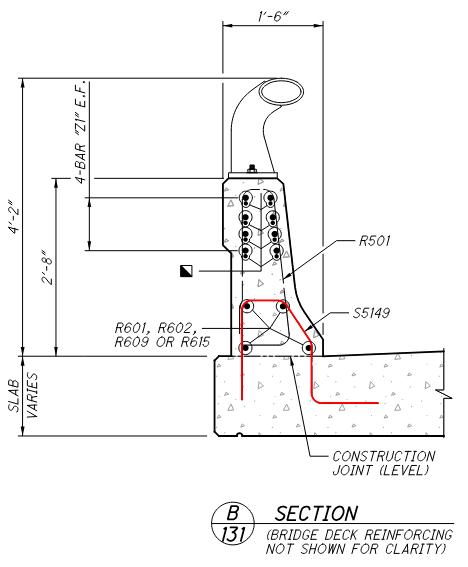 1'-6"
4-BAR "Z1" E.F.
4'-2"
2'-8"
R501
S5149
R601, R602,
R609 OR R615
SLAB
VARIES
CONSTRUCTION
JOINT (LEVEL)
B
131
SECTION
(BRIDGE DECK REINFORCING
NOT SHOWN FOR CLARITY)